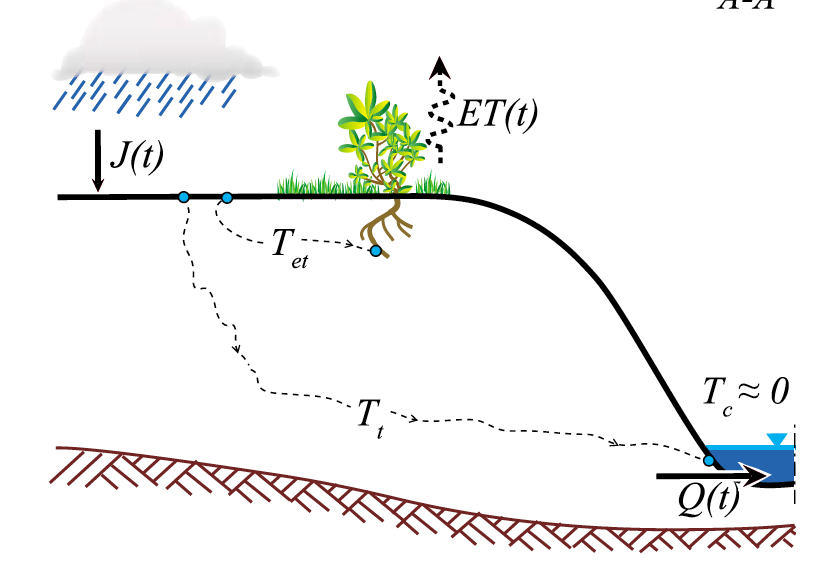 A-A
ET(t)
J(t)
T_et
T_c ≈ 0
T_t
Q(t)